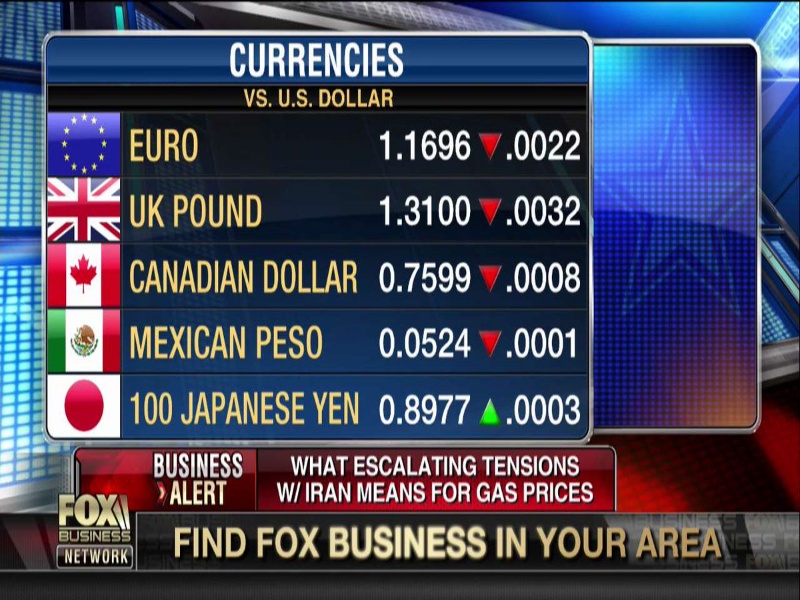 CURRENCIES
VS. U.S. DOLLAR
EURO 1.1696 ▼ .0022
UK POUND 1.3100 ▼ .0032
CANADIAN DOLLAR 0.7599 ▼ .0008
MEXICAN PESO 0.0524 ▼ .0001
100 JAPANESE YEN 0.8977 ▲ .0003
BUSINESS
ALERT
WHAT ESCALATING TENSIONS
W/ IRAN MEANS FOR GAS PRICES
FOX
BUSINESS
NETWORK
FIND FOX BUSINESS IN YOUR AREA